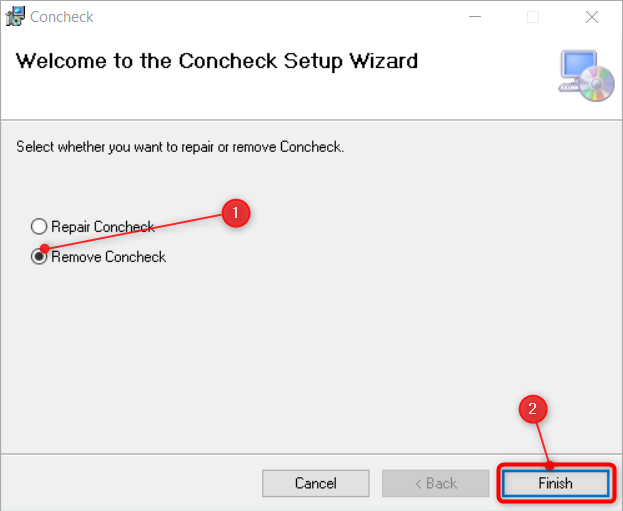 Concheck
Welcome to the Concheck Setup Wizard
Select whether you want to repair or remove Concheck.
1
Repair Concheck
Remove Concheck
2
Cancel
< Back
Finish